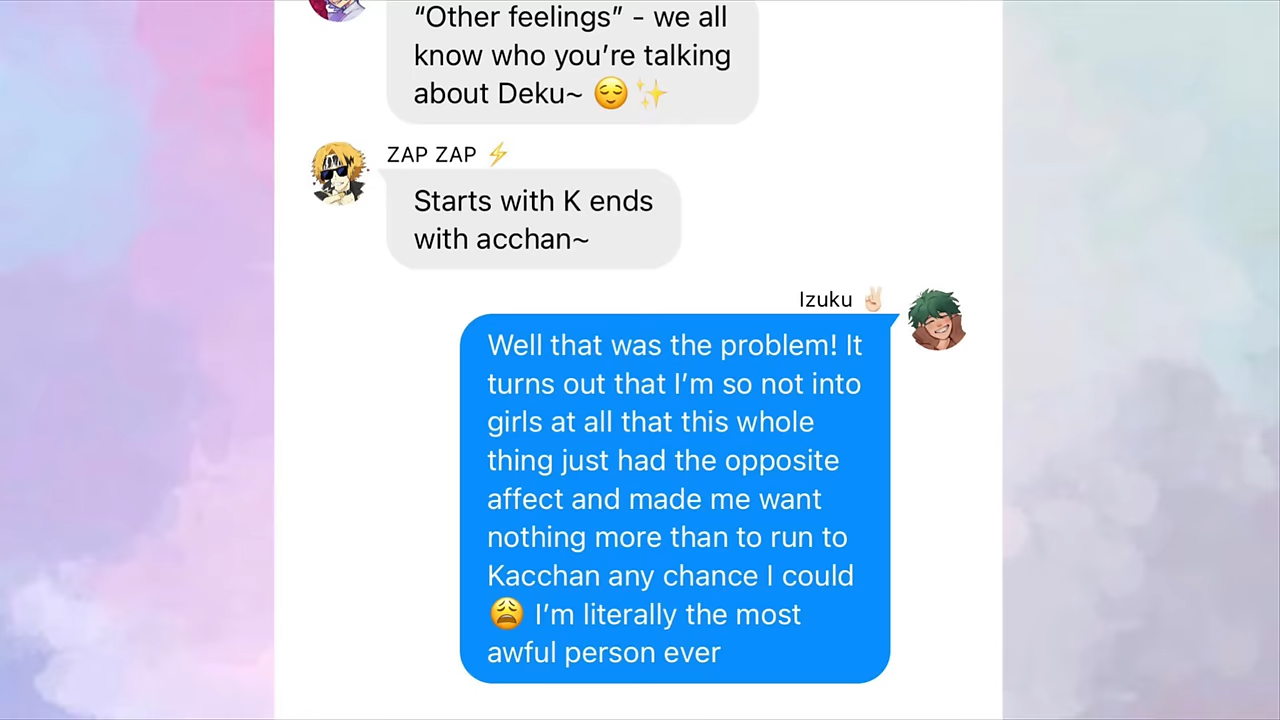 “Other feelings” - we all
know who you’re talking
about Deku~ 😌✨
ZAP ZAP ⚡
Starts with K ends
with acchan~
Izuku ✌🏻
Well that was the problem! It
turns out that I’m so not into
girls at all that this whole
thing just had the opposite
affect and made me want
nothing more than to run to
Kacchan any chance I could
😩 I’m literally the most
awful person ever